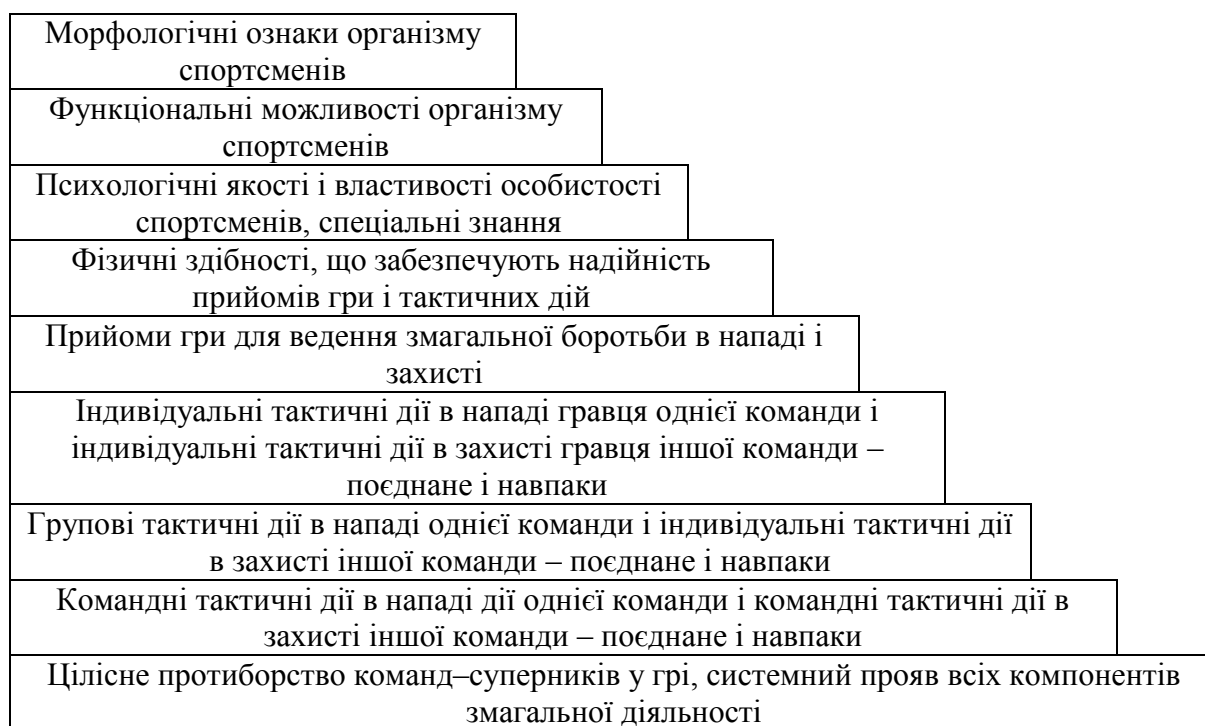 Морфологічні ознаки організму
спортсменів
Функціональні можливості організму
спортсменів
Психологічні якості і властивості особистості
спортсменів, спеціальні знання
Фізичні здібності, що забезпечують надійність
прийомів гри і тактичних дій
Прийоми гри для ведення змагальної боротьби в нападі і
захисті
Індивідуальні тактичні дії в нападі гравця однієї команди і
індивідуальні тактичні дії в захисті гравця іншої команди –
поєднане і навпаки
Групові тактичні дії в нападі однієї команди і індивідуальні тактичні дії
в захисті іншої команди – поєднане і навпаки
Командні тактичні дії в нападі дії однієї команди і командні тактичні дії в
захисті іншої команди – поєднане і навпаки
Цілісне протиборство команд–суперників у грі, системний прояв всіх компонентів
змагальної діяльності